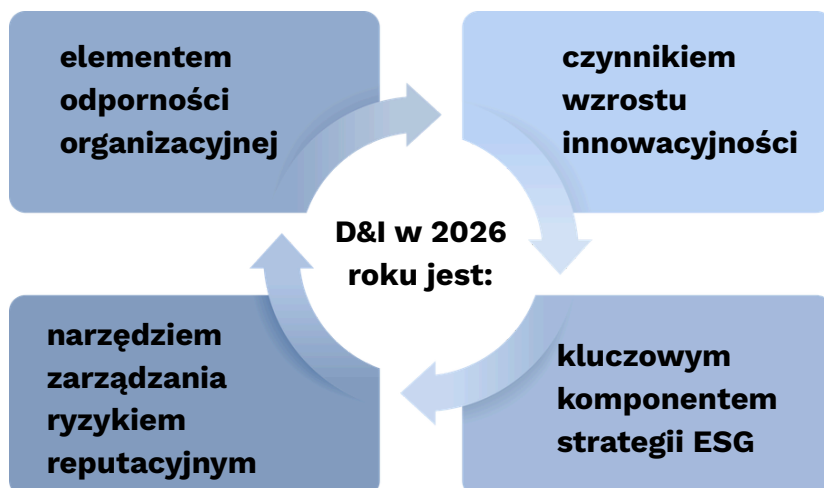 elementem
odporności
organizacyjnej
czynnikiem
wzrostu
innowacyjności
D&I w 2026
roku jest:
narzędziem
zarządzania
ryzykiem
reputacyjnym
kluczowym
komponentem
strategii ESG